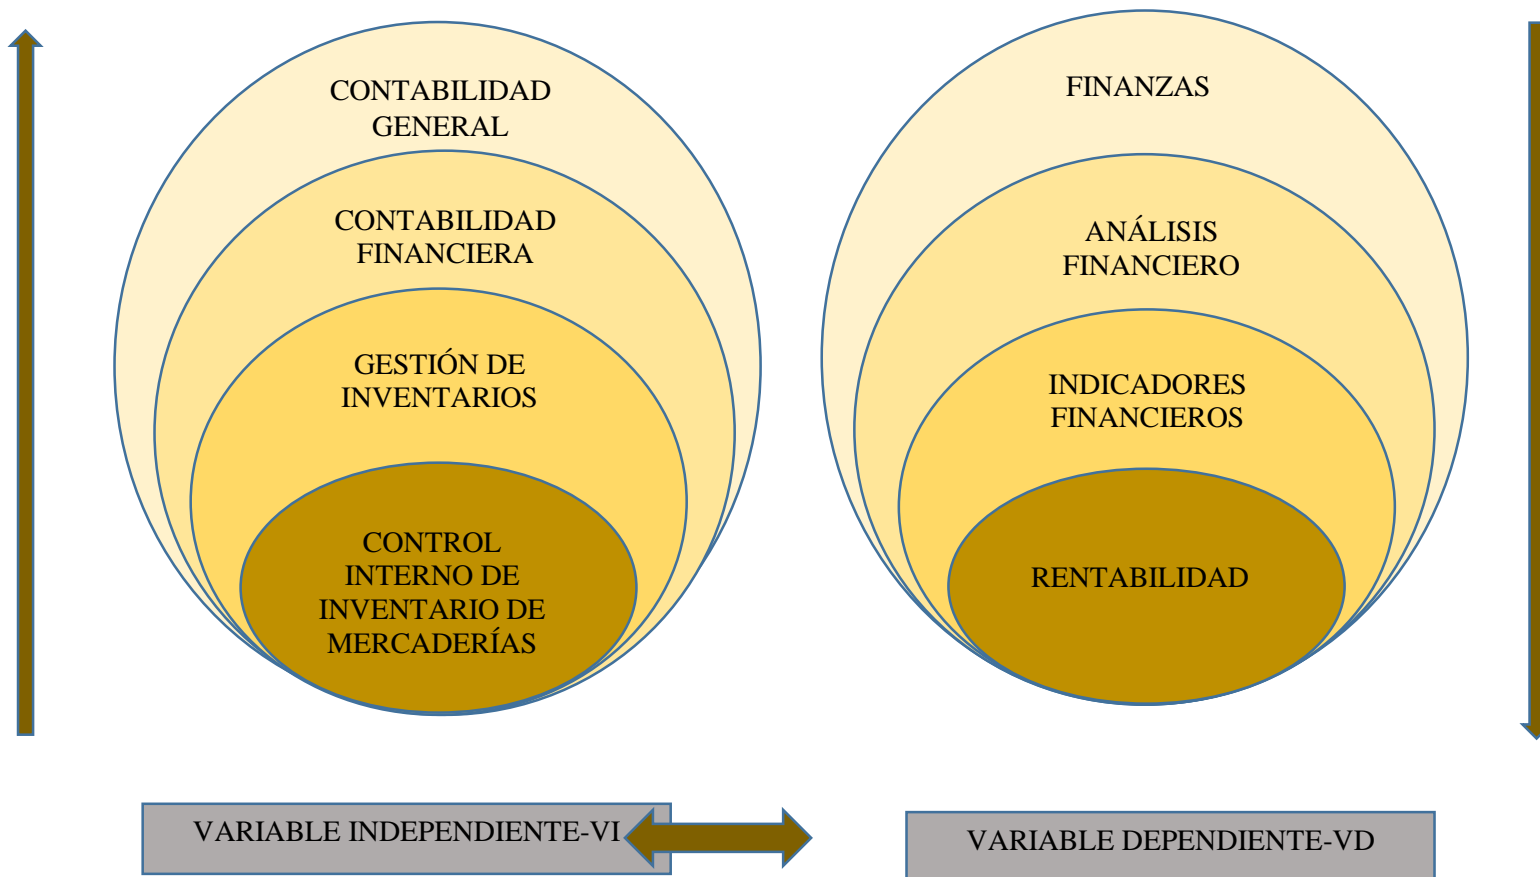 CONTABILIDAD
GENERAL
CONTABILIDAD
FINANCIERA
GESTIÓN DE
INVENTARIOS
CONTROL
INTERNO DE
INVENTARIO DE
MERCADERÍAS
FINANZAS
ANÁLISIS
FINANCIERO
INDICADORES
FINANCIEROS
RENTABILIDAD
VARIABLE INDEPENDIENTE-VI
VARIABLE DEPENDIENTE-VD